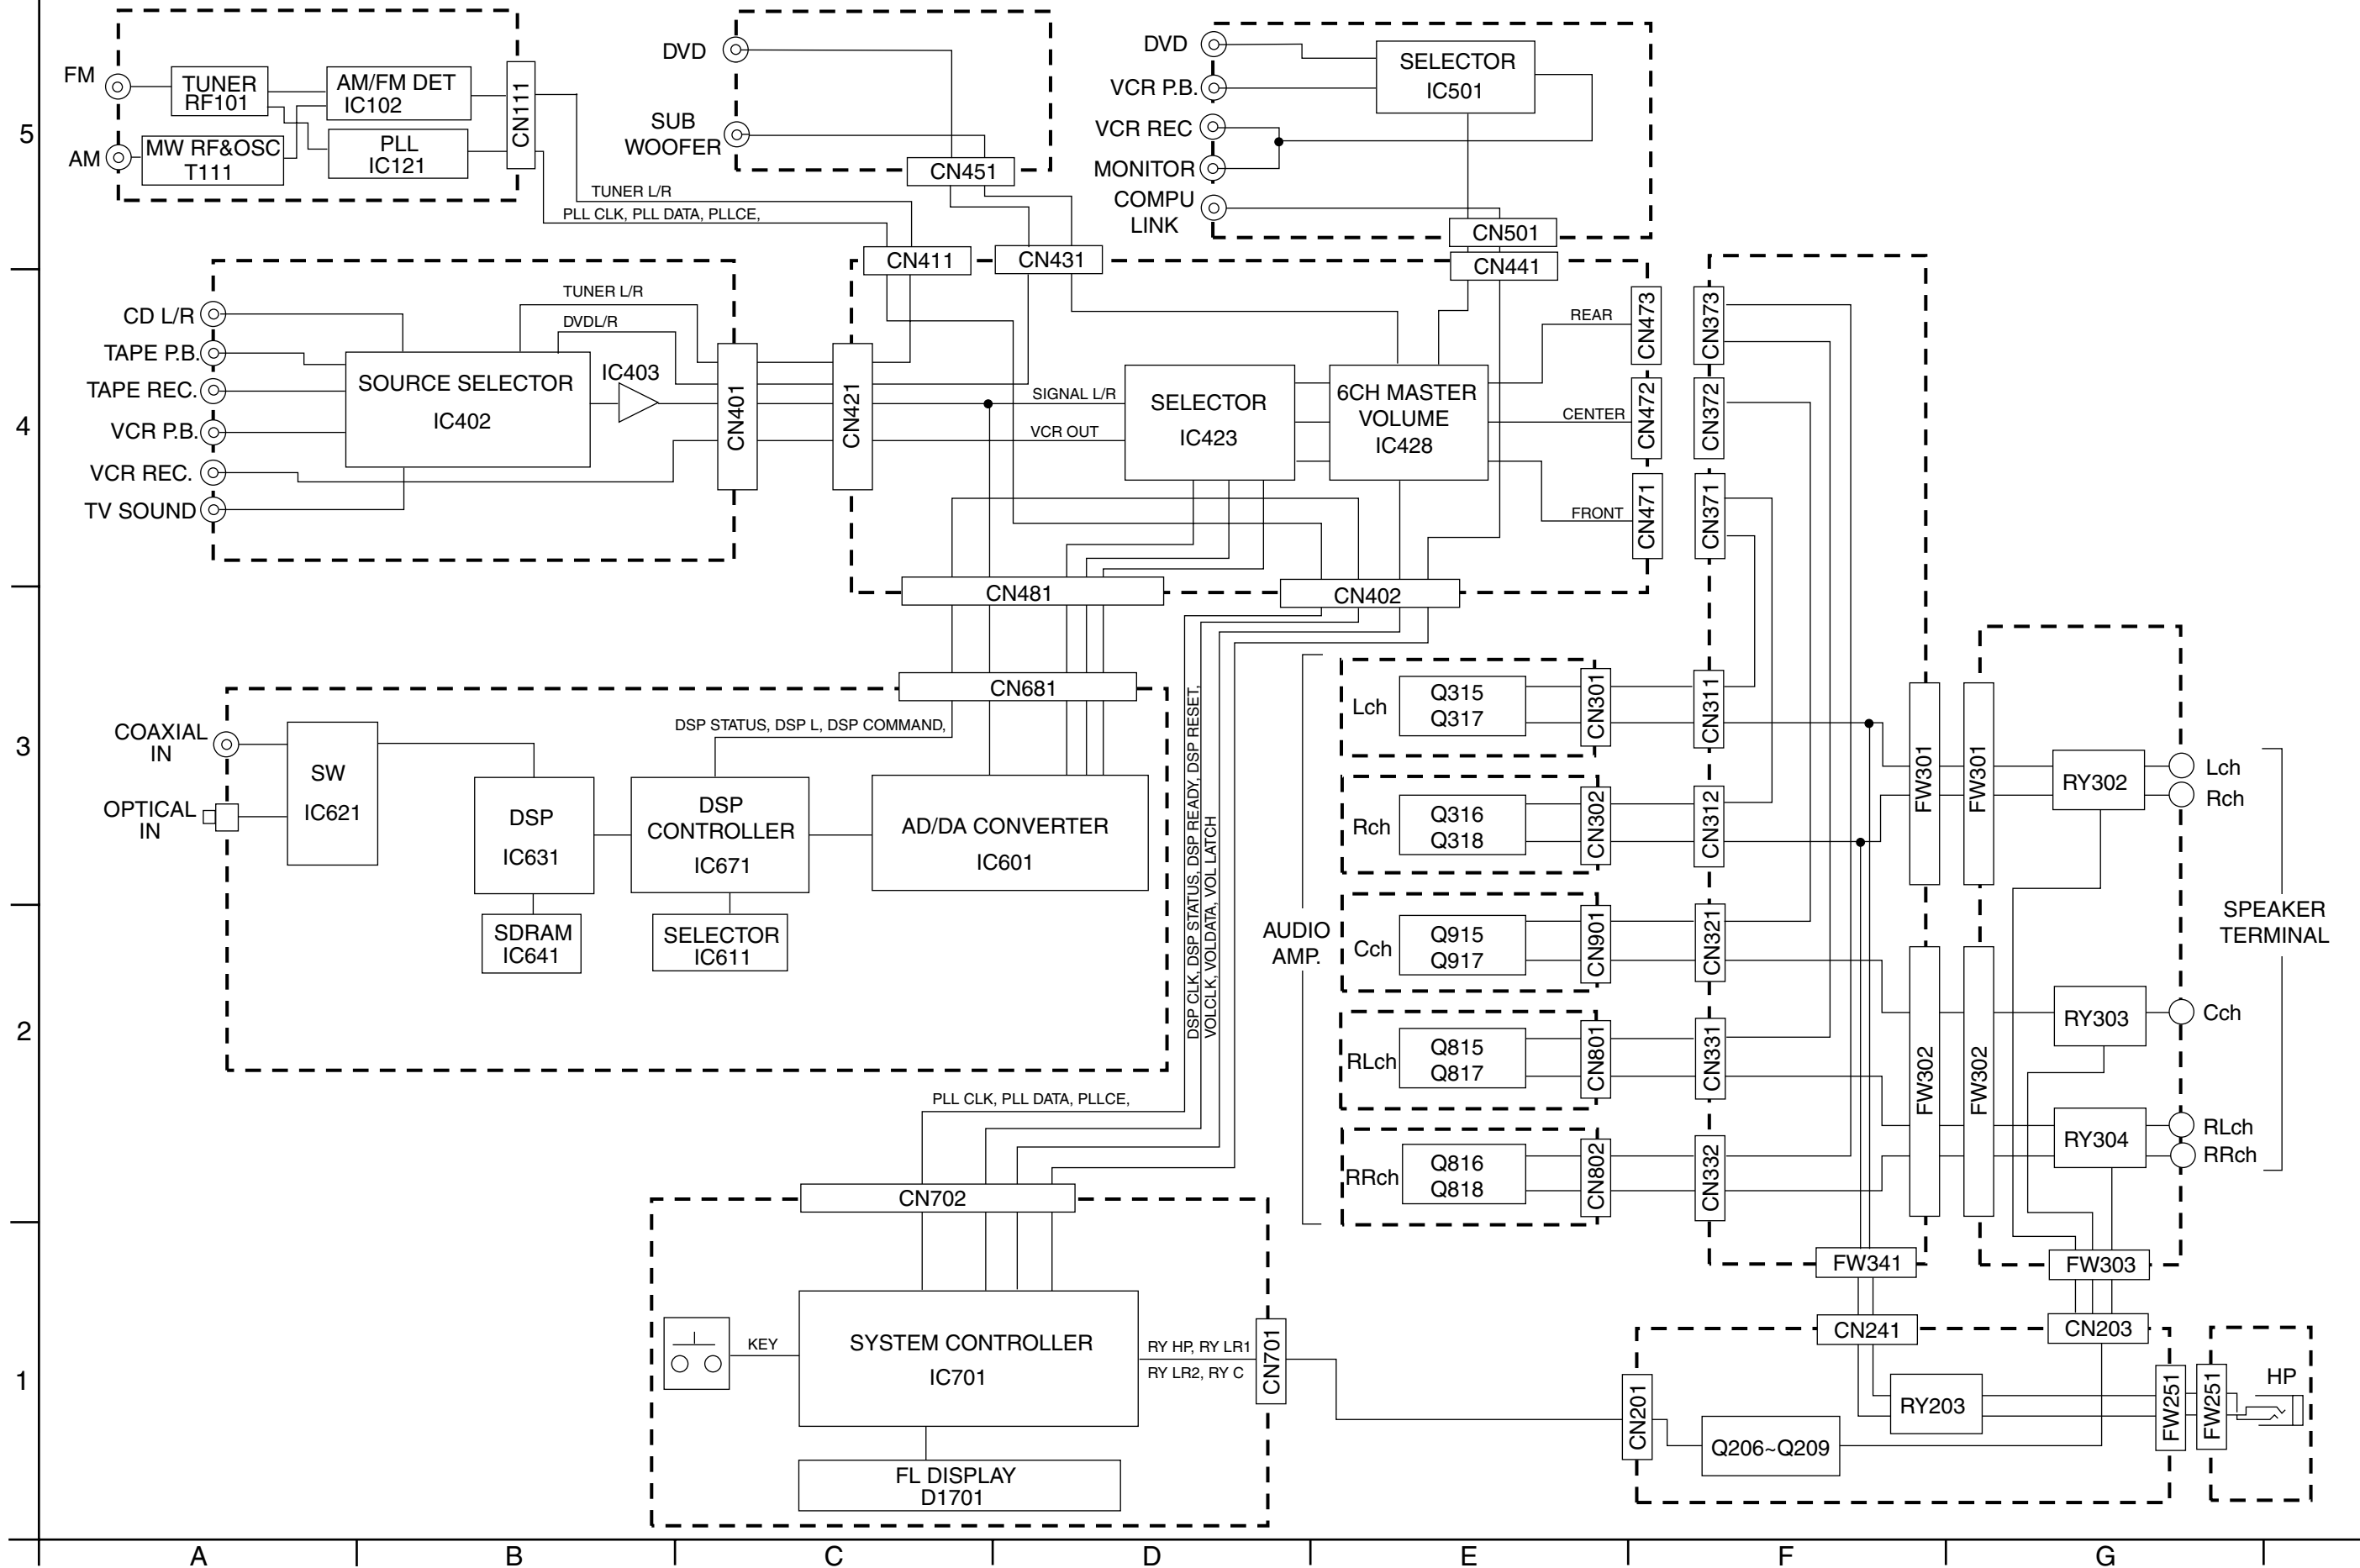 FM
AM
TUNER
RF101
MW RF&OSC
T111
AM/FM DET
IC102
PLL
IC121
CN111
TUNER L/R
PLL CLK, PLL DATA, PLLCE,
DVD
SUB
WOOFER
CN451
DVD
VCR P.B.
VCR REC
MONITOR
COMPU
LINK
SELECTOR
IC501
CN501
5
CN411
CN431
CN441
CD L/R
TAPE P.B.
TAPE REC.
VCR P.B.
VCR REC.
TV SOUND
TUNER L/R
DVDL/R
SOURCE SELECTOR
IC402
IC403
CN401
CN421
SIGNAL L/R
VCR OUT
SELECTOR
IC423
6CH MASTER
VOLUME
IC428
REAR
CENTER
FRONT
CN473
CN472
CN471
CN373
CN372
CN371
4
CN481
CN402
CN681
COAXIAL
IN
OPTICAL
IN
SW
IC621
DSP STATUS, DSP L, DSP COMMAND,
DSP
IC631
DSP
CONTROLLER
IC671
AD/DA CONVERTER
IC601
SDRAM
IC641
SELECTOR
IC611
DSP CLK, DSP STATUS, DSP READY, DSP RESET,
VOLCLK, VOLDATA, VOL LATCH
3
AUDIO
AMP.
Lch
Q315
Q317
CN301
CN311
Rch
Q316
Q318
CN302
CN312
Cch
Q915
Q917
CN901
CN321
RLch
Q815
Q817
CN801
CN331
RRch
Q816
Q818
CN802
CN332
FW301
FW301
FW302
FW302
RY302
RY303
RY304
Lch
Rch
Cch
RLch
RRch
SPEAKER
TERMINAL
2
PLL CLK, PLL DATA, PLLCE,
CN702
FW341
FW303
CN241
CN203
KEY
SYSTEM CONTROLLER
IC701
RY HP, RY LR1
RY LR2, RY C
CN701
FL DISPLAY
D1701
CN201
Q206~Q209
RY203
FW251
FW251
HP
1
A
B
C
D
E
F
G